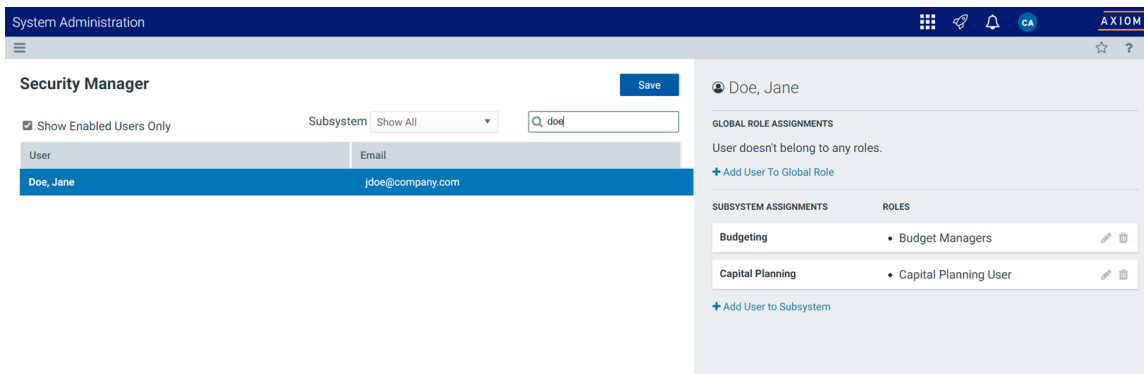 System Administration
CA
AXIOM
?
Security Manager
Save
Show Enabled Users Only
Subsystem
Show All
doe
User
Email
Doe, Jane
jdoe@company.com
Doe, Jane
GLOBAL ROLE ASSIGNMENTS
User doesn't belong to any roles.
+ Add User To Global Role
SUBSYSTEM ASSIGNMENTS
ROLES
Budgeting
• Budget Managers
Capital Planning
• Capital Planning User
+ Add User to Subsystem